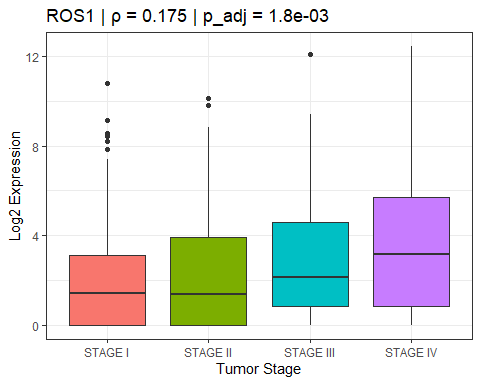 ROS1 | ρ = 0.175 | p_adj = 1.8e-03
12
8
4
0
Log2 Expression
STAGE I
STAGE II
STAGE III
STAGE IV
Tumor Stage